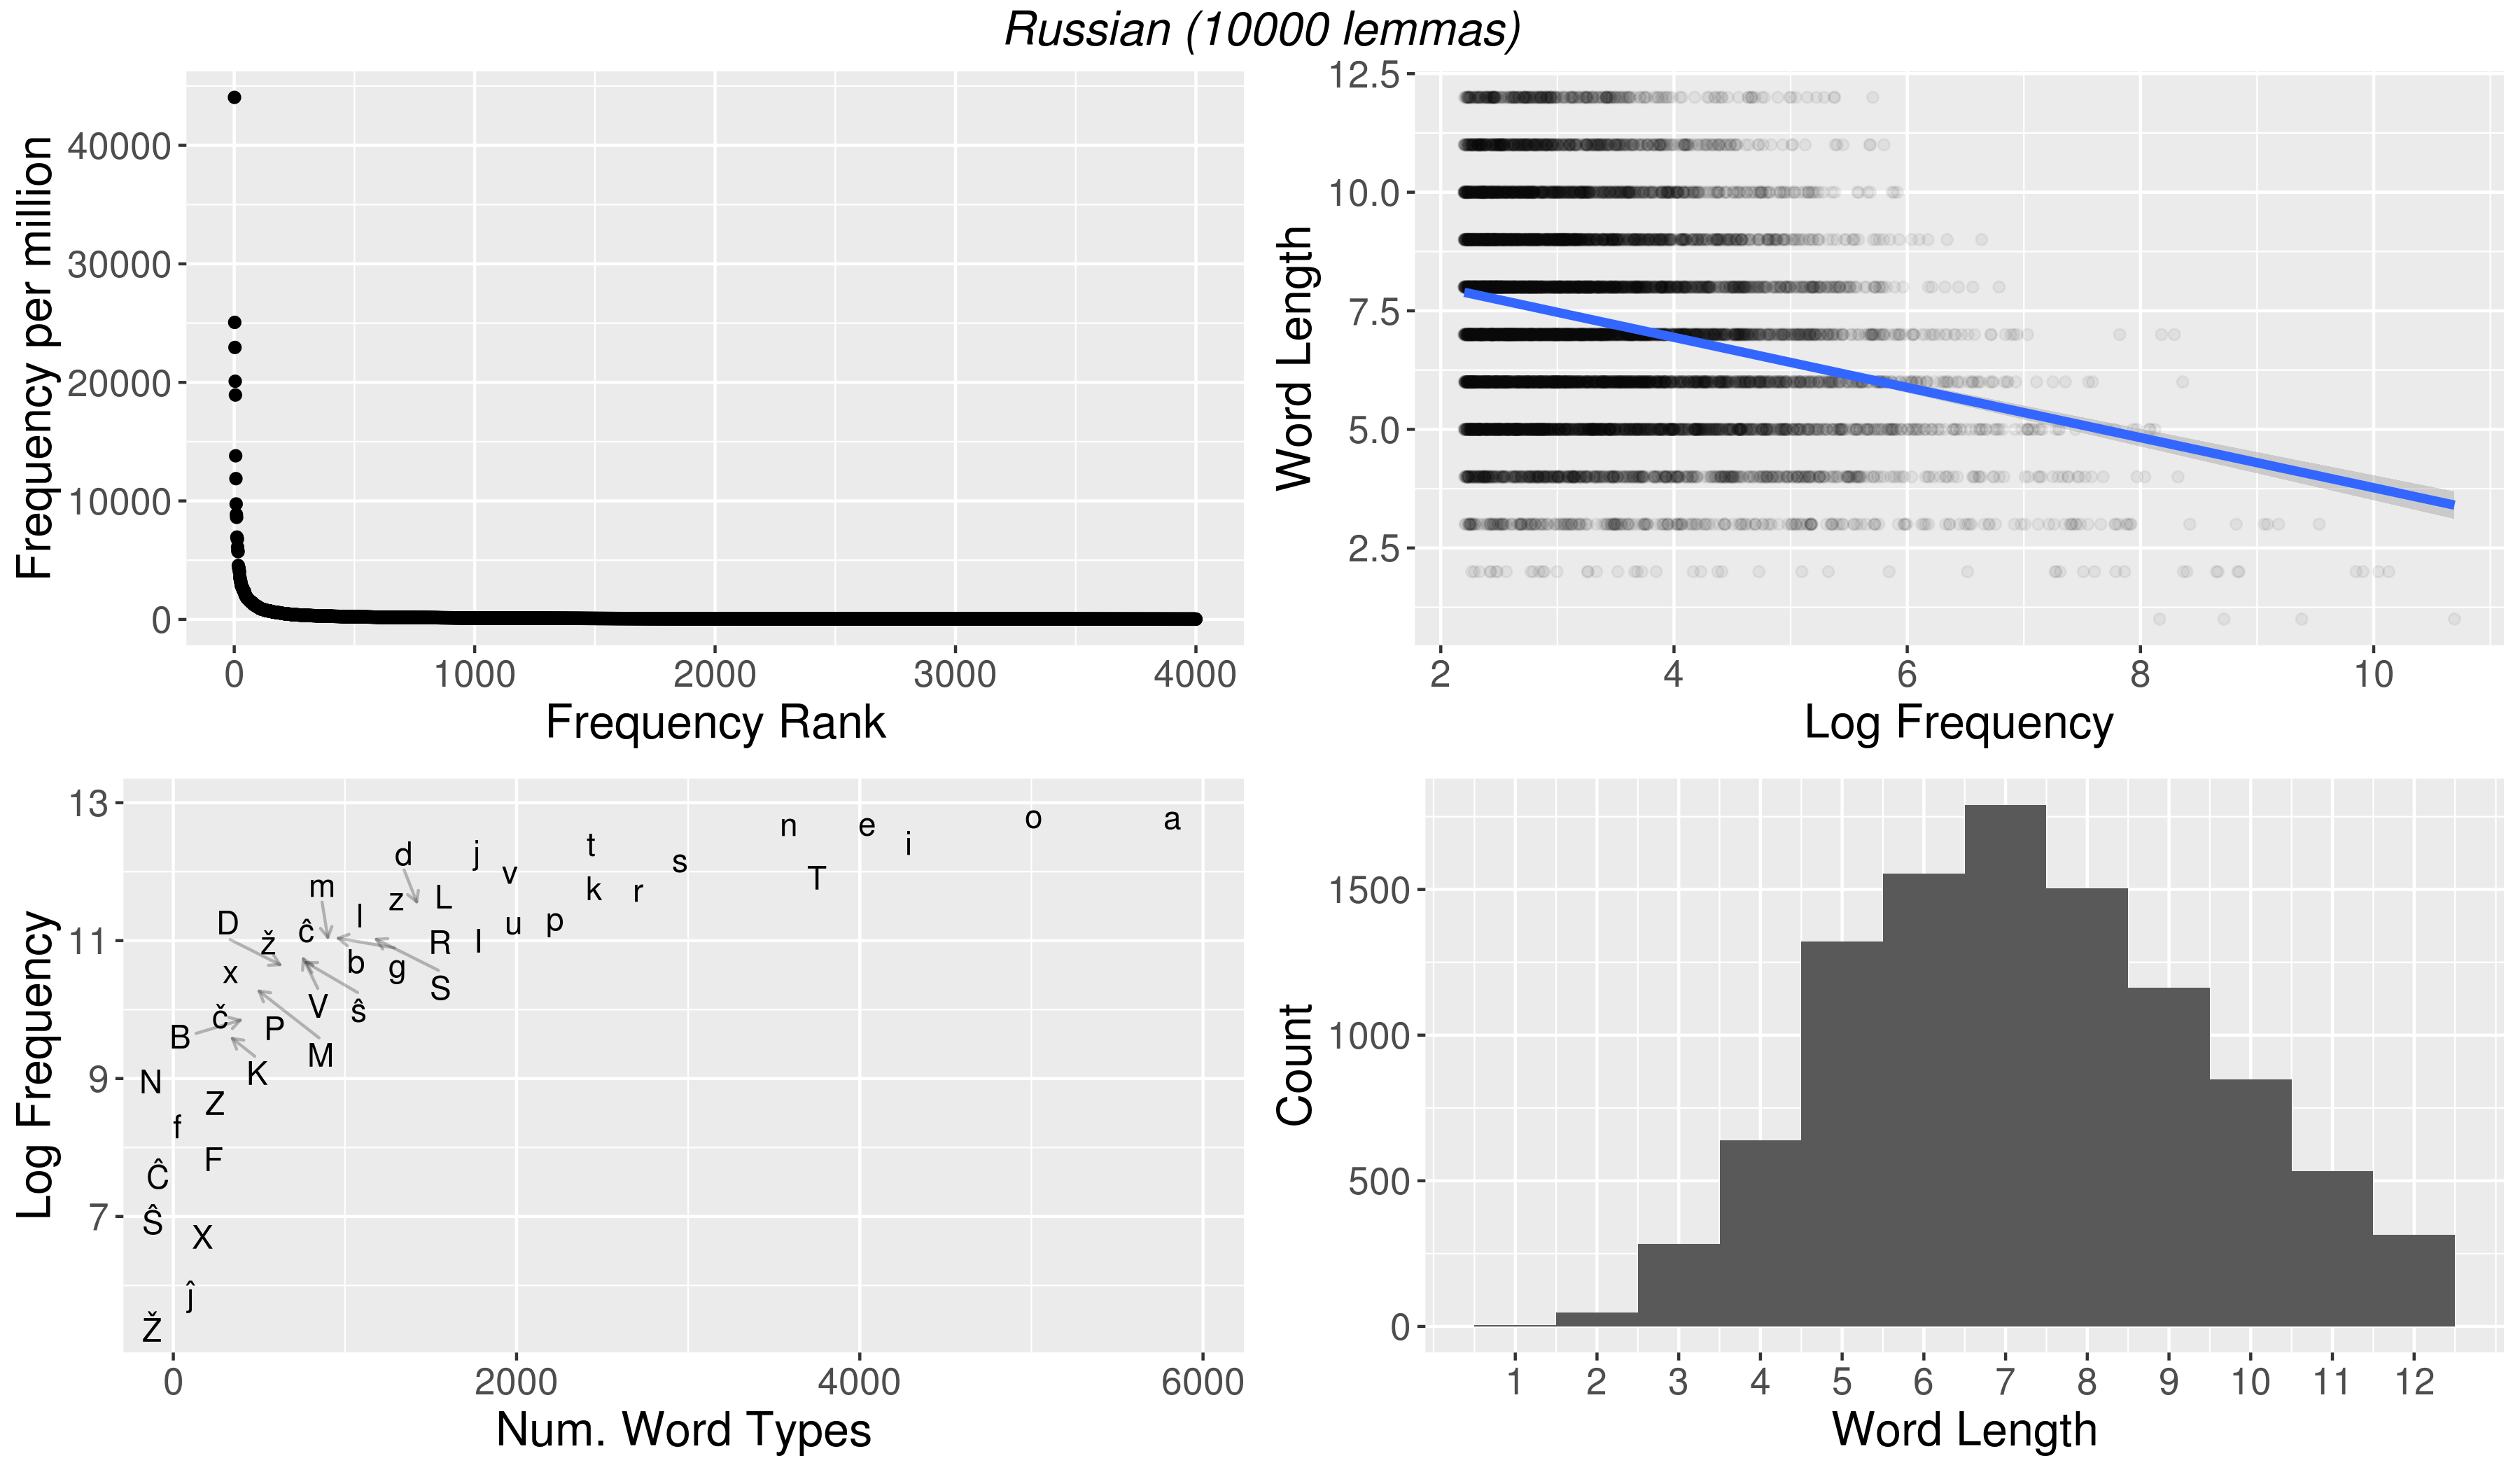 Russian (10000 lemmas)
Frequency per million
40000
30000
20000
10000
0
0 1000 2000 3000 4000
Frequency Rank
Word Length
12.5
10.0
7.5
5.0
2.5
2 4 6 8 10
Log Frequency
Log Frequency
13
11
9
7
o a
n e
i
t
d j
s
v
T
m
k r
z L
l
D
u p
ĉ
ž
R I
b
x
g
S
V
ŝ
č
P
B
M
K
N
Z
f
F
Ĉ
Ŝ
X
ĵ
Ž
0 2000 4000 6000
Num. Word Types
Count
1500
1000
500
0
1 2 3 4 5 6 7 8 9 10 11 12
Word Length